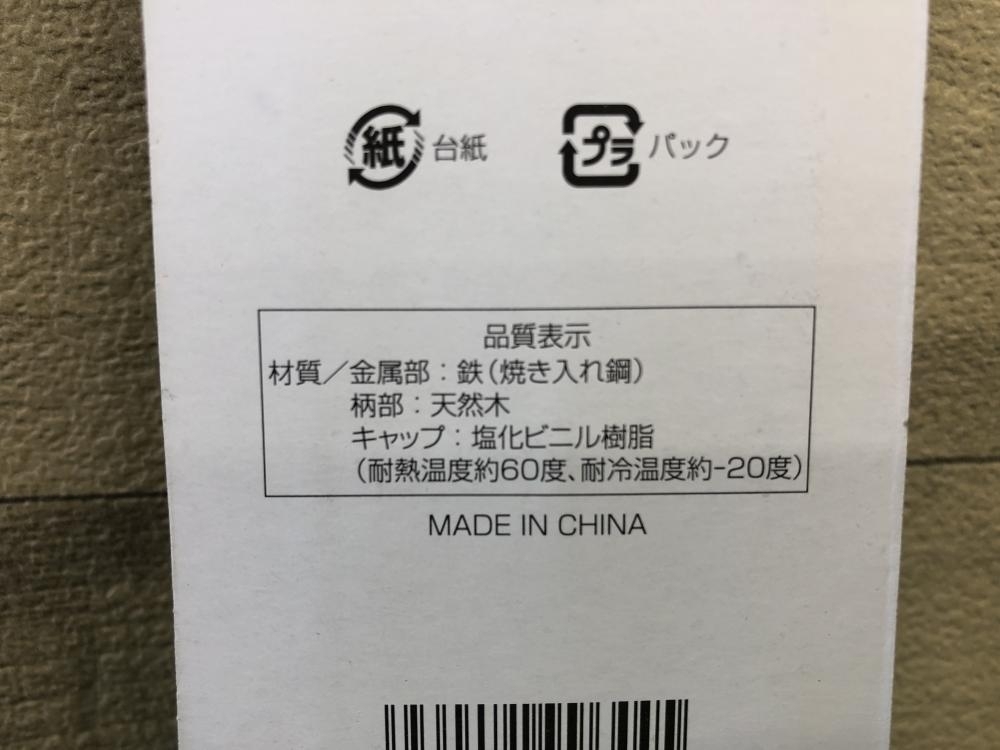 紙 台紙 プラ パック
品質表示
材質／金属部：鉄（焼き入れ鋼）
柄部：天然木
キャップ：塩化ビニル樹脂
（耐熱温度約60度、耐冷温度約-20度）
MADE IN CHINA